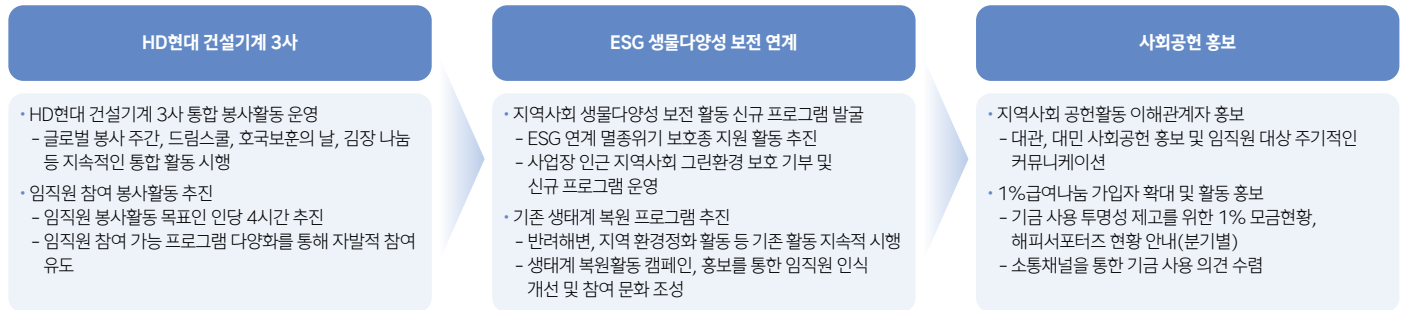 HD현대 건설기계 3사
• HD현대 건설기계 3사 통합 봉사활동 운영
– 글로벌 봉사 주간, 드림스쿨, 호국보훈의 날, 김장 나눔
등 지속적인 통합 활동 시행
• 임직원 참여 봉사활동 추진
– 임직원 봉사활동 목표인 인당 4시간 추진
– 임직원 참여 가능 프로그램 다양화를 통해 자발적 참여
유도
ESG 생물다양성 보전 연계
• 지역사회 생물다양성 보전 활동 신규 프로그램 발굴
– ESG 연계 멸종위기 보호종 지원 활동 추진
– 사업장 인근 지역사회 그린환경 보호 기부 및
신규 프로그램 운영
• 기존 생태계 복원 프로그램 추진
– 반려해변, 지역 환경정화 활동 등 기존 활동 지속적 시행
– 생태계 복원활동 캠페인, 홍보를 통한 임직원 인식
개선 및 참여 문화 조성
사회공헌 홍보
• 지역사회 공헌활동 이해관계자 홍보
– 대관, 대민 사회공헌 홍보 및 임직원 대상 주기적인
커뮤니케이션
• 1%급여나눔 가입자 확대 및 활동 홍보
– 기금 사용 투명성 제고를 위한 1% 모금현황,
해피서포터즈 현황 안내(분기별)
– 소통채널을 통한 기금 사용 의견 수렴